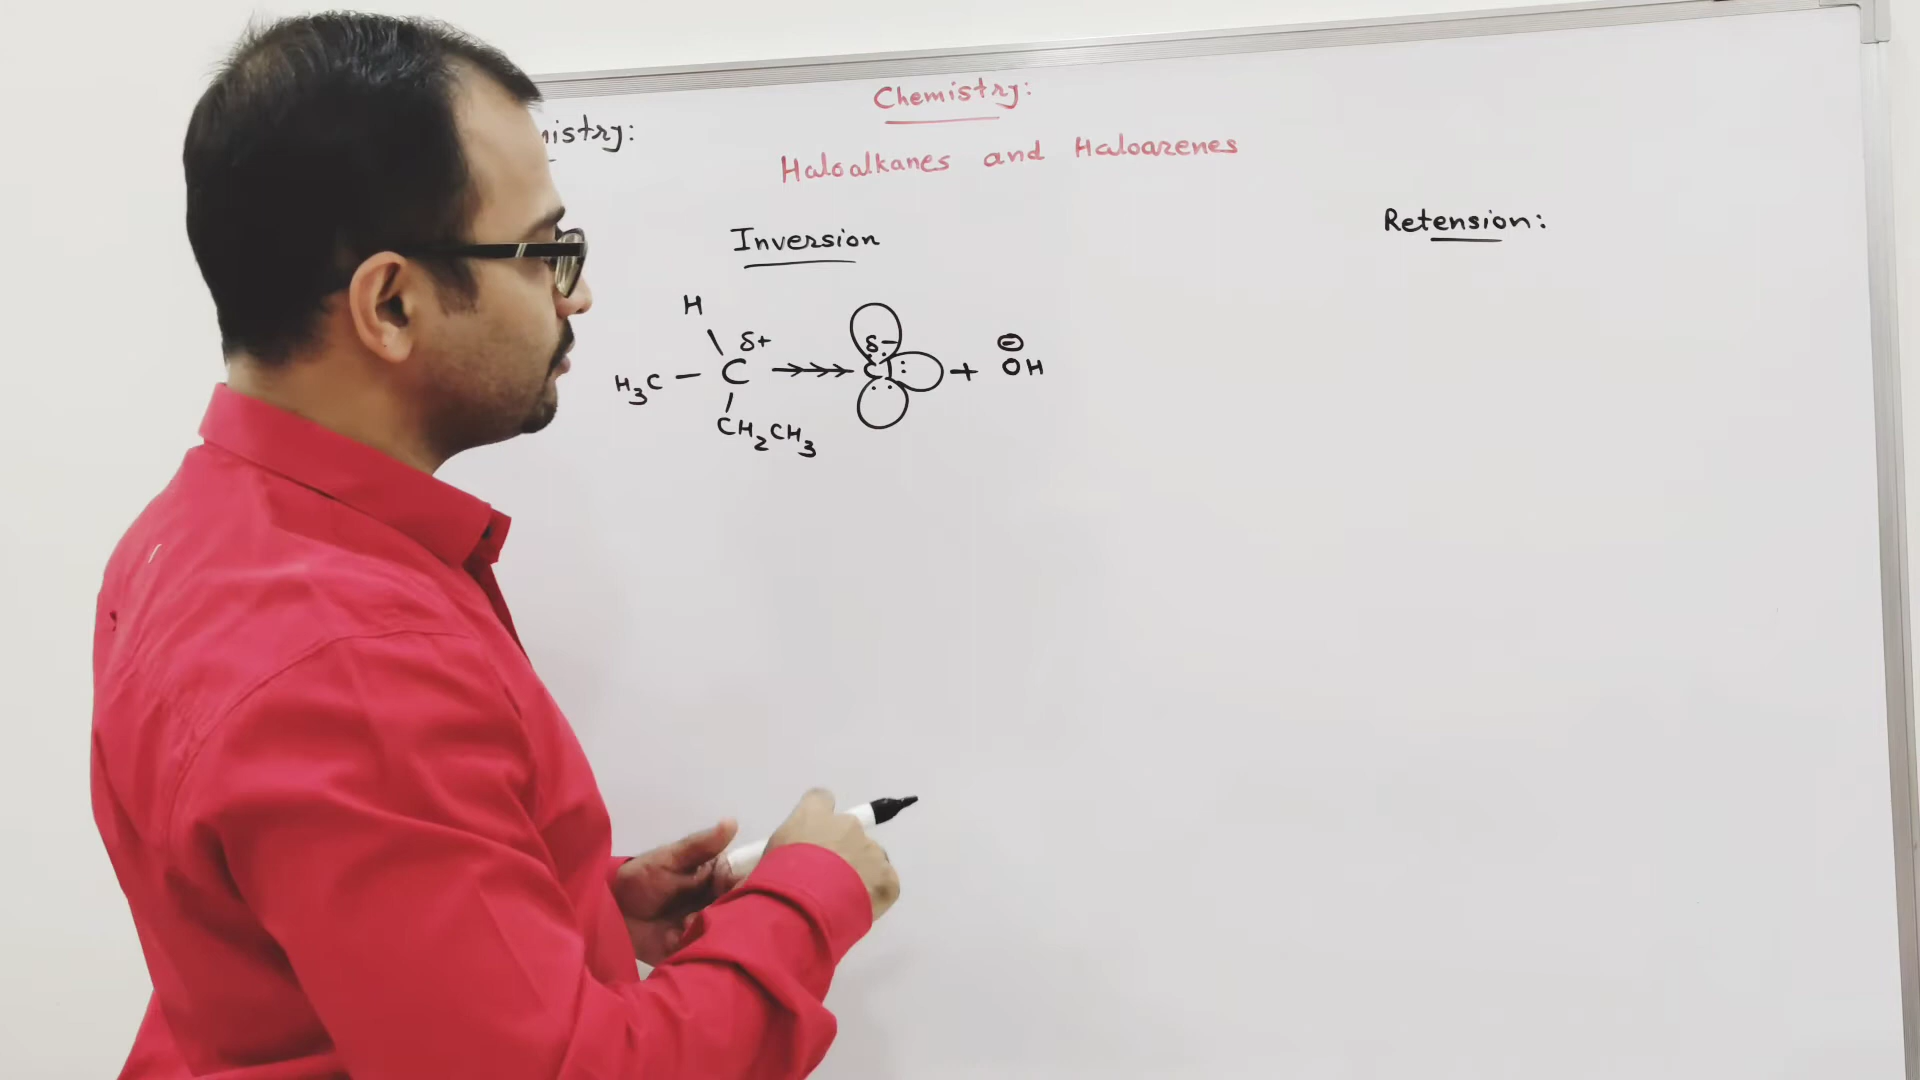 Chemistry:
istry:
Haloalkanes and Haloarenes
Inversion
Retension:
H
δ+ δ- ⊖
H3C - C →→→ Cl + OH
CH2CH3